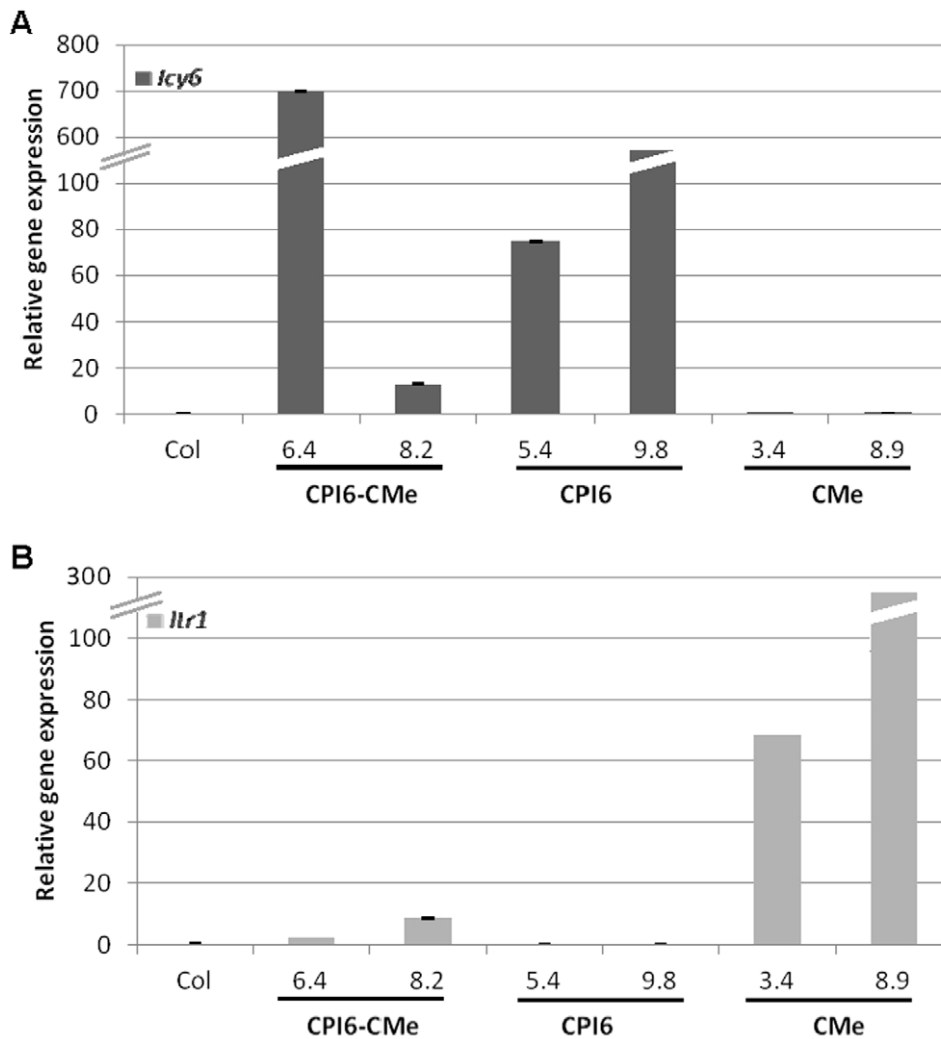 A
800
Icy6
700
600
100
80
60
40
20
0
Relative gene expression
Col 6.4 8.2 5.4 9.8 3.4 8.9
CPI6-CMe CPI6 CMe
B
300
Itr1
100
80
60
40
20
0
Relative gene expression
Col 6.4 8.2 5.4 9.8 3.4 8.9
CPI6-CMe CPI6 CMe